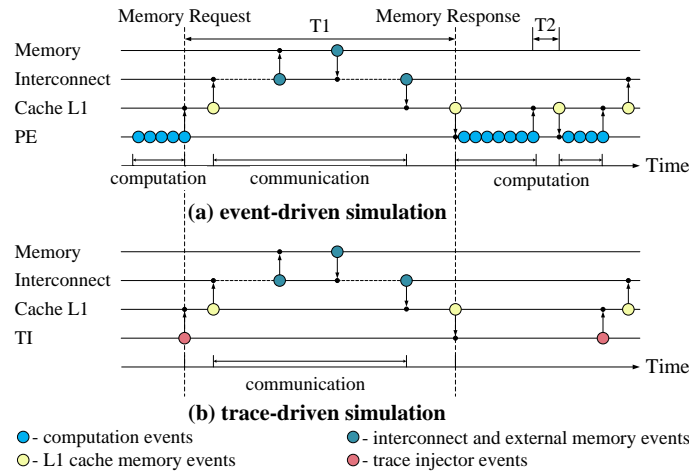 Memory Request T1 Memory Response T2
Memory
Interconnect
Cache L1
PE
Time
computation communication computation
(a) event-driven simulation
Memory
Interconnect
Cache L1
TI
Time
communication
(b) trace-driven simulation
- computation events - interconnect and external memory events
- L1 cache memory events - trace injector events